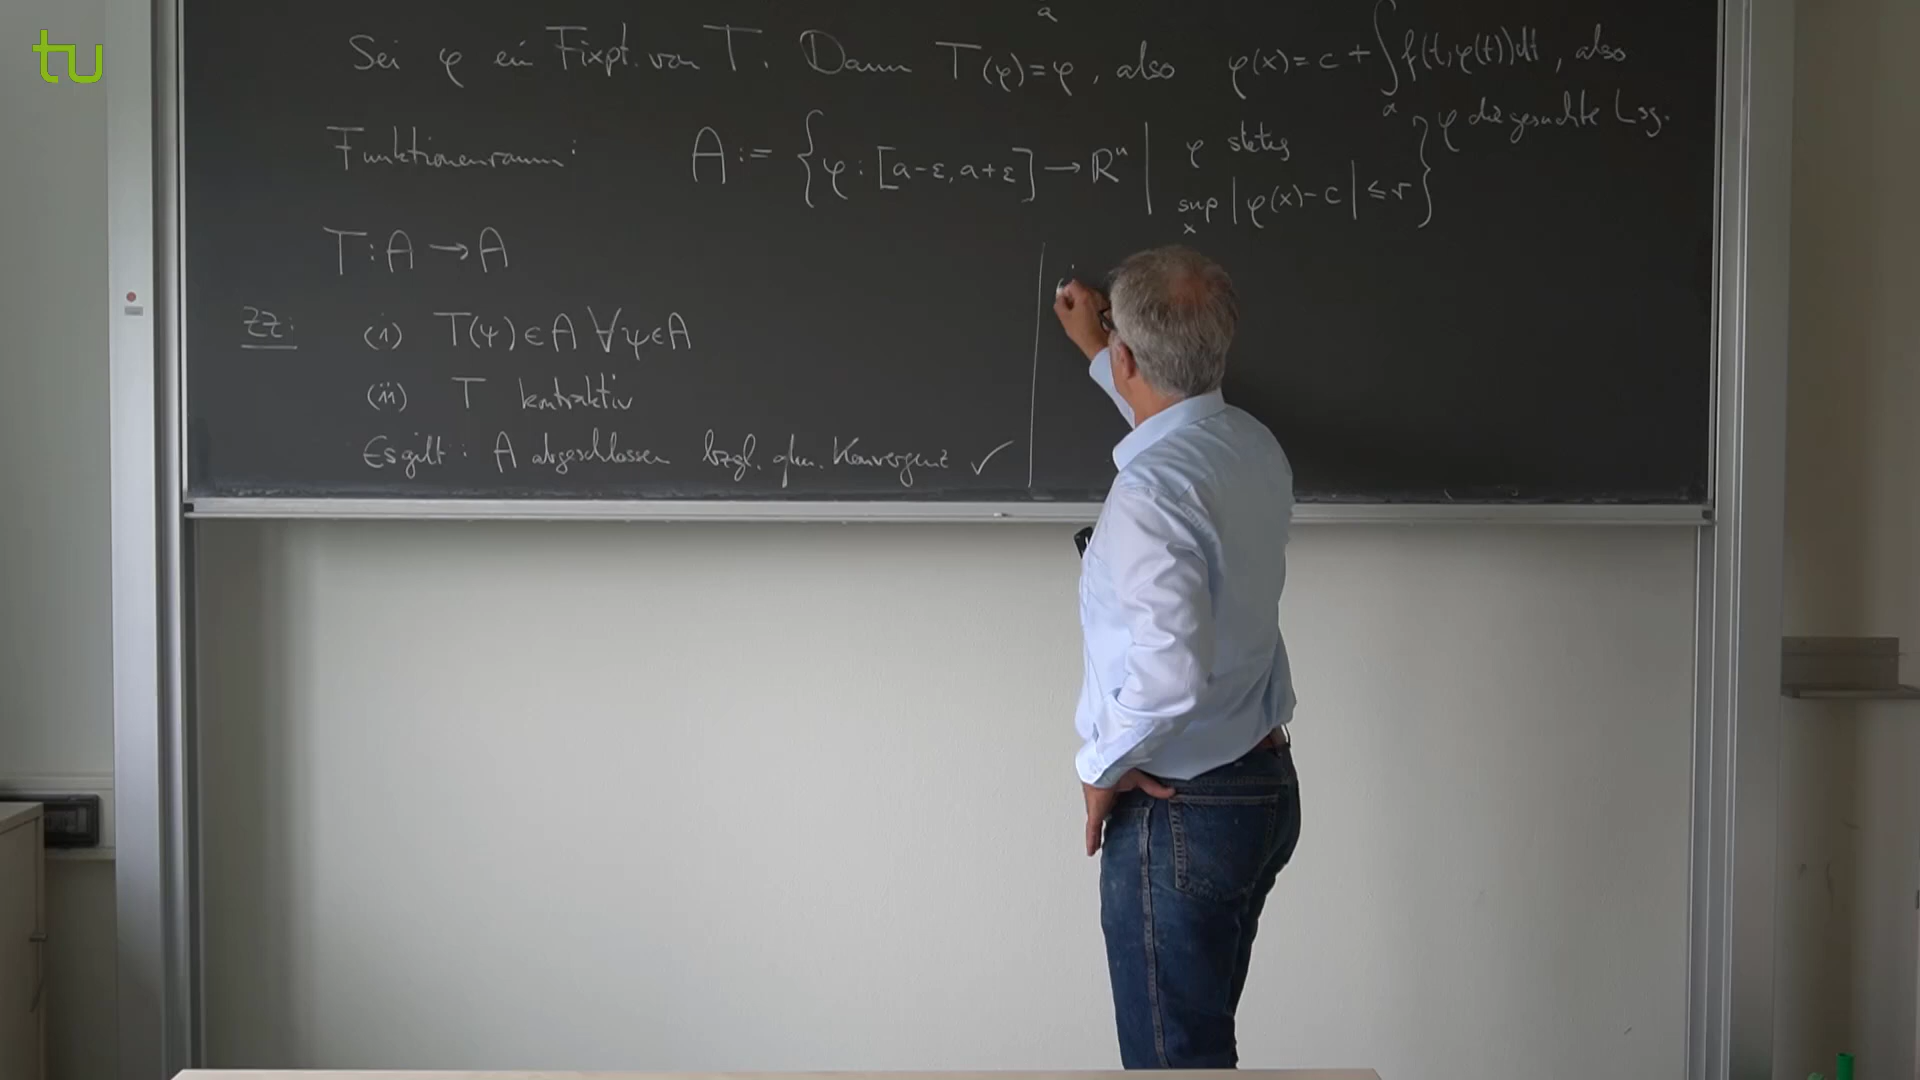 tu
a
Sei φ ein Fixpt. von T. Dann T(φ)=φ, also φ(x) = c + ∫ₐ f(t,φ(t))dt, also
φ die gesuchte Lsg.
Funktionenraum: A := { φ : [a-ε, a+ε] → ℝⁿ | φ stetig
sup |φ(x)-c| ≤ r }
x
T: A → A
ZZ: (i) T(ψ) ∈ A ∀ψ∈A
(ii) T kontraktiv
Es gilt: A abgeschlossen bzgl. glm. Konvergenz ✓